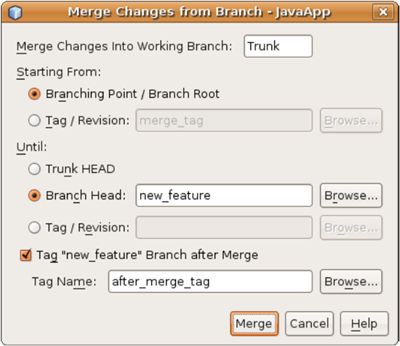 Merge Changes from Branch - JavaApp
Merge Changes Into Working Branch: Trunk
Starting From:
Branching Point / Branch Root
Tag / Revision: merge_tag Browse...
Until:
Trunk HEAD
Branch Head: new_feature Browse...
Tag / Revision: Browse...
Tag "new_feature" Branch after Merge
Tag Name: after_merge_tag Browse...
Merge Cancel Help